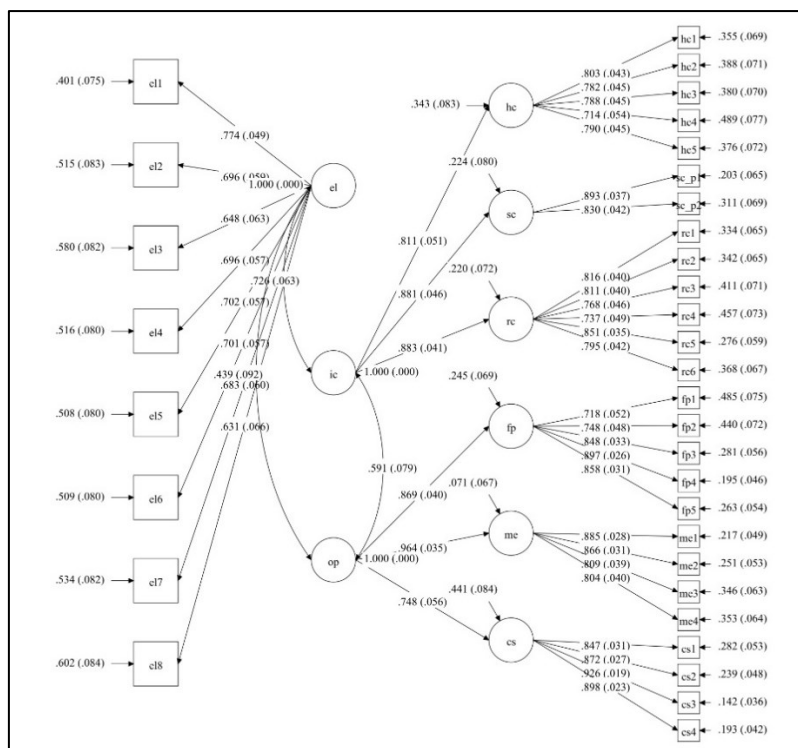 .401 (.075)
el1
.515 (.083)
el2
.580 (.082)
el3
.516 (.080)
el4
.508 (.080)
el5
.509 (.080)
el6
.534 (.082)
el7
.602 (.084)
el8
.774 (.049)
.696 (.059)
1.000 (.000)
.648 (.063)
.696 (.057)
.726 (.063)
.702 (.057)
.701 (.057)
.439 (.092)
.683 (.060)
.631 (.066)
el
ic
1.000 (.000)
.591 (.079)
op
1.000 (.000)
.811 (.051)
.881 (.046)
.883 (.041)
.869 (.040)
.964 (.035)
.748 (.056)
.343 (.083)
hc
.224 (.080)
sc
.220 (.072)
rc
.245 (.069)
fp
.071 (.067)
me
.441 (.084)
cs
.803 (.043)
.782 (.045)
.788 (.045)
.714 (.054)
.790 (.045)
.893 (.037)
.830 (.042)
.816 (.040)
.811 (.040)
.768 (.046)
.737 (.049)
.851 (.035)
.795 (.042)
.718 (.052)
.748 (.048)
.848 (.033)
.897 (.026)
.858 (.031)
.885 (.028)
.866 (.031)
.809 (.039)
.804 (.040)
.847 (.031)
.872 (.027)
.926 (.019)
.898 (.023)
hc1 .355 (.069)
hc2 .388 (.071)
hc3 .380 (.070)
hc4 .489 (.077)
hc5 .376 (.072)
sc_p1 .203 (.065)
sc_p2 .311 (.069)
rc1 .334 (.065)
rc2 .342 (.065)
rc3 .411 (.071)
rc4 .457 (.073)
rc5 .276 (.059)
rc6 .368 (.067)
fp1 .485 (.075)
fp2 .440 (.072)
fp3 .281 (.056)
fp4 .195 (.046)
fp5 .263 (.054)
me1 .217 (.049)
me2 .251 (.053)
me3 .346 (.063)
me4 .353 (.064)
cs1 .282 (.053)
cs2 .239 (.048)
cs3 .142 (.036)
cs4 .193 (.042)